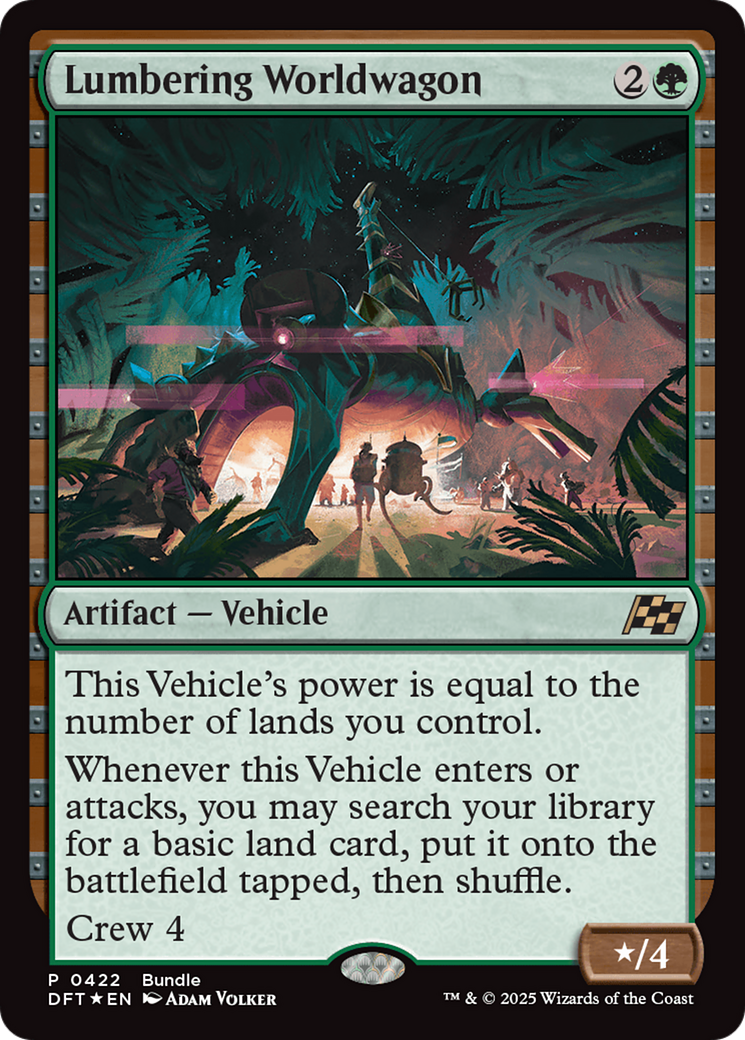 Lumbering Worldwagon 2
Artifact — Vehicle
This Vehicle's power is equal to the
number of lands you control.
Whenever this Vehicle enters or
attacks, you may search your library
for a basic land card, put it onto the
battlefield tapped, then shuffle.
Crew 4
★/4
P 0422 Bundle
DFT★EN Adam Volker
™ & © 2025 Wizards of the Coast